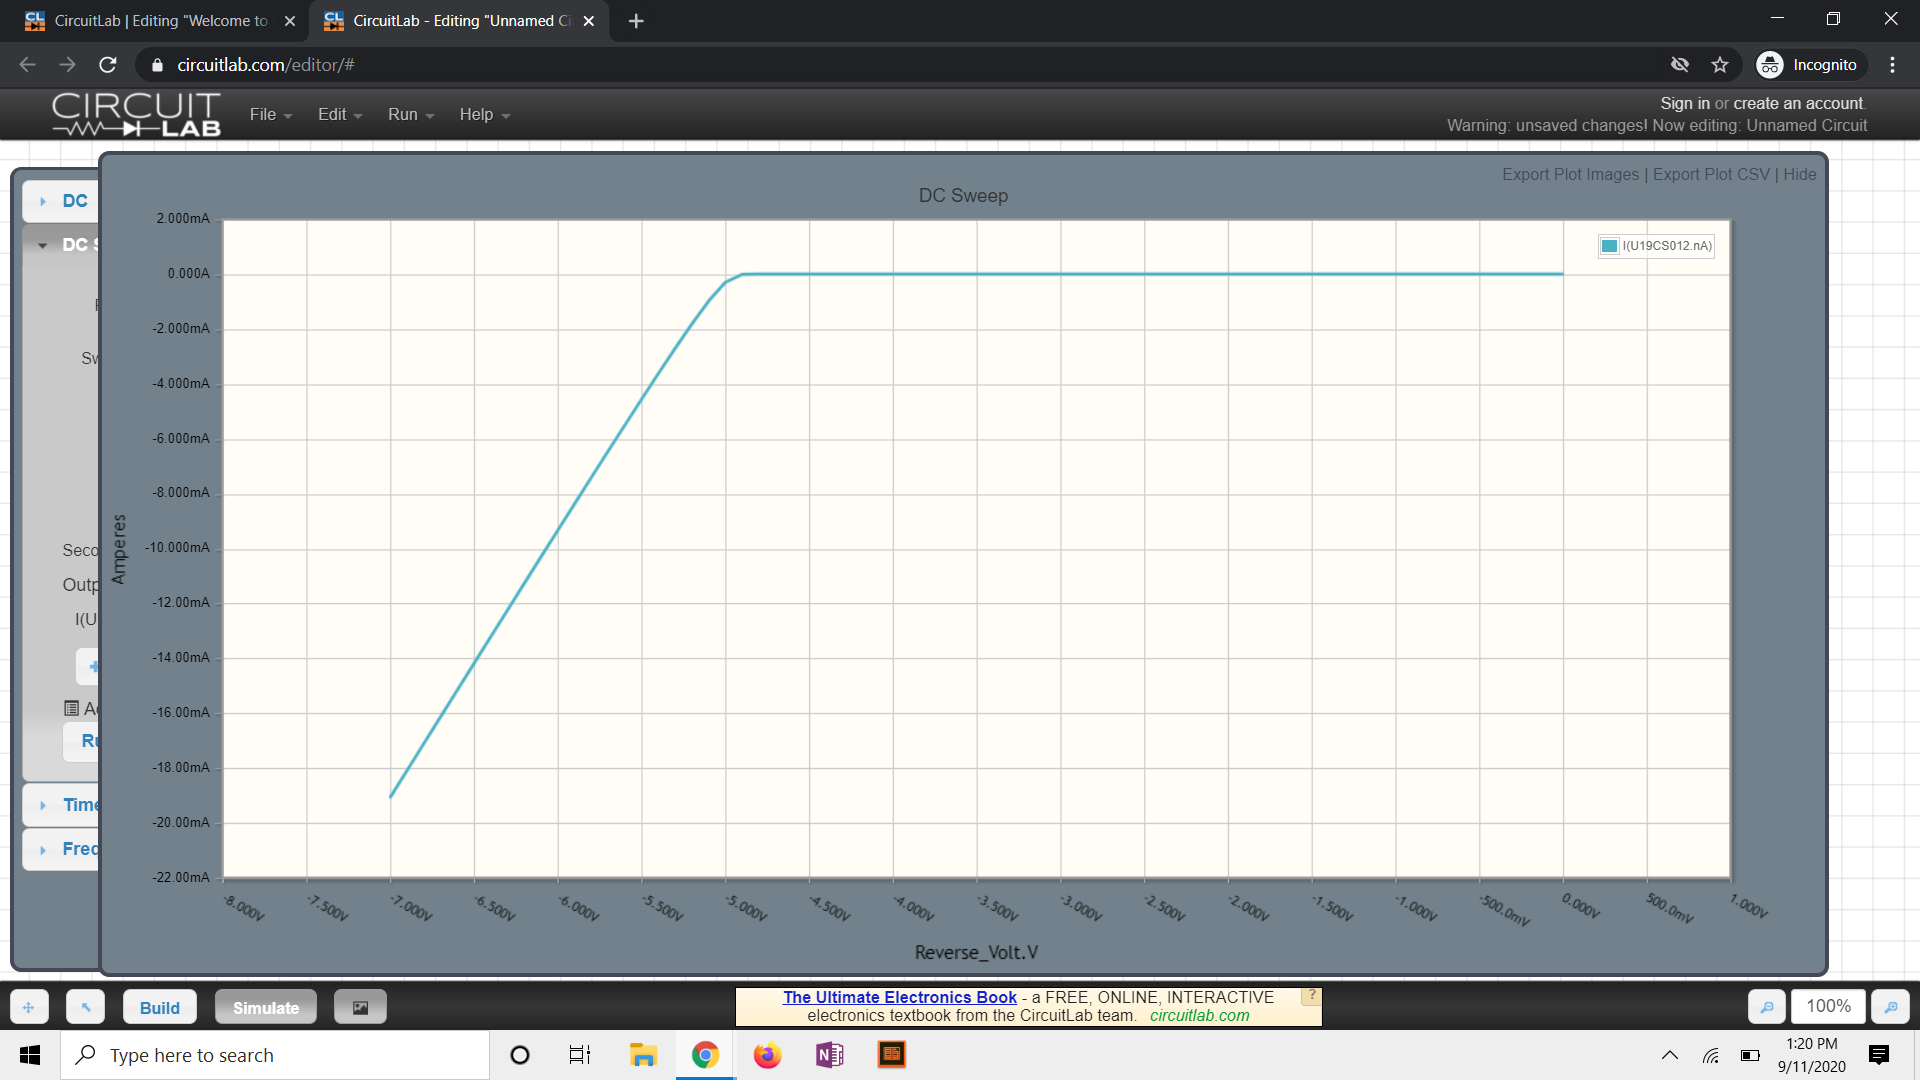 CircuitLab | Editing "Welcome to
CircuitLab - Editing "Unnamed Ci
circuitlab.com/editor/#
Incognito
CIRCUIT
LAB
File
Edit
Run
Help
Sign in or create an account.
Warning: unsaved changes! Now editing: Unnamed Circuit
Export Plot Images | Export Plot CSV | Hide
DC
DC S
Sw
Seco
Outp
I(U
Ad
Ru
Time
Freq
DC Sweep
I(U19CS012.nA)
2.000mA
0.000A
-2.000mA
-4.000mA
-6.000mA
-8.000mA
-10.000mA
-12.00mA
-14.00mA
-16.00mA
-18.00mA
-20.00mA
-22.00mA
Amperes
-8.000V
-7.500V
-7.000V
-6.500V
-6.000V
-5.500V
-5.000V
-4.500V
-4.000V
-3.500V
-3.000V
-2.500V
-2.000V
-1.500V
-1.000V
-500.0mV
0.000V
500.0mV
1.000V
Reverse_Volt.V
Build
Simulate
The Ultimate Electronics Book - a FREE, ONLINE, INTERACTIVE
electronics textbook from the CircuitLab team. circuitlab.com
?
100%
Type here to search
1:20 PM
9/11/2020